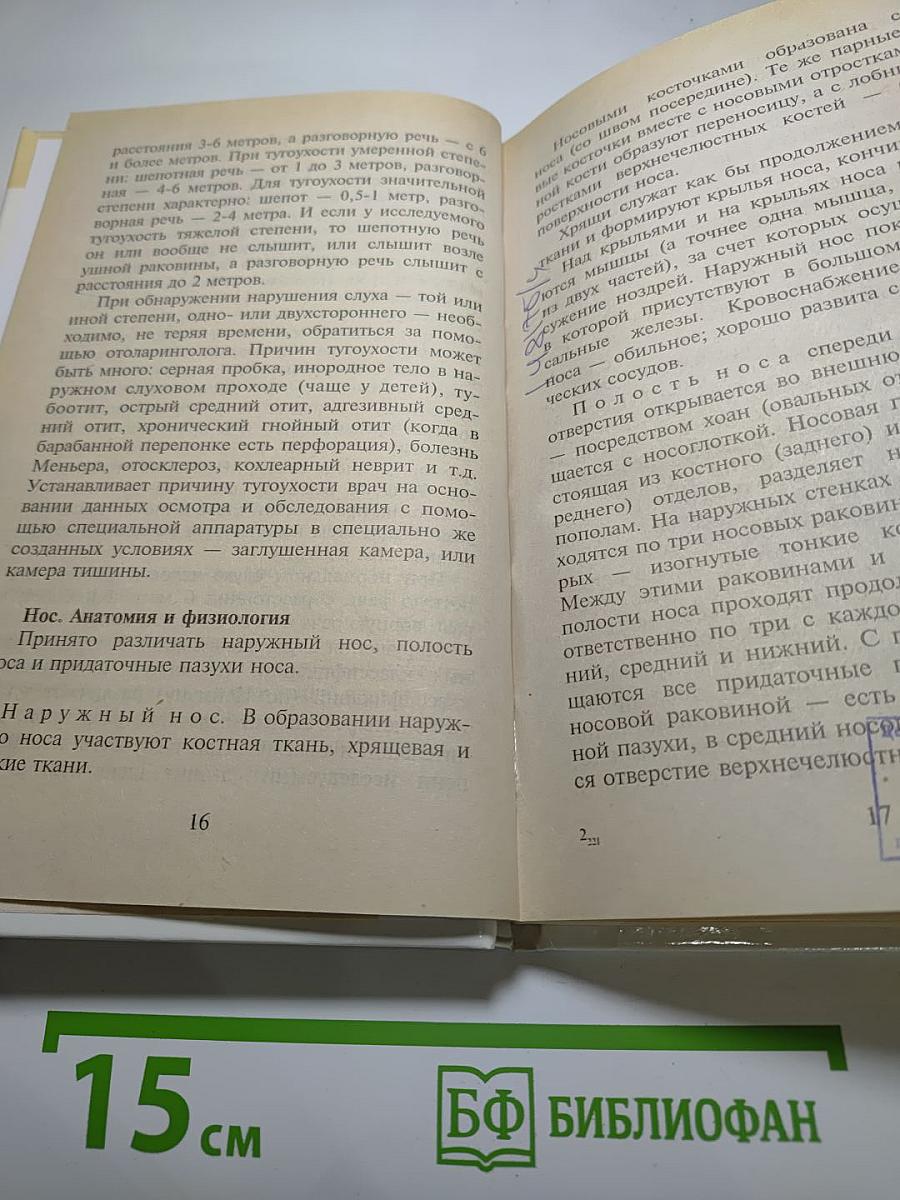 расстояния 3-6 метров, а разговорную речь — с 6
и более метров. При тугоухости умеренной степе-
ни: шепотная речь — от 1 до 3 метров, разговор-
ная — 4-6 метров. Для тугоухости значительной
степени характерно: шепот — 0,5-1 метр, разго-
ворная речь — 2-4 метра. И если у исследуемого
тугоухость тяжелой степени, то шепотную речь
он или вообще не слышит, или слышит возле
ушной раковины, а разговорную речь слышит с
расстояния до 2 метров.
При обнаружении нарушения слуха — той или
иной степени, одно- или двухстороннего — необ-
ходимо, не теряя времени, обратиться за помо-
щью отоларинголога. Причин тугоухости может
быть много: серная пробка, инородное тело в на-
ружном слуховом проходе (чаще у детей), ту-
боотит, острый средний отит, адгезивный сред-
ний отит, хронический гнойный отит (когда в
барабанной перепонке есть перфорация), болезнь
Меньера, отосклероз, кохлеарный неврит и т.д.
Устанавливает причину тугоухости врач на осно-
вании данных осмотра и обследования с помо-
щью специальной аппаратуры в специально же
созданных условиях — заглушенная камера, или
камера тишины.
Нос. Анатомия и физиология
Принято различать наружный нос, полость
оса и придаточные пазухи носа.
Наружный нос. В образовании наруж-
о носа участвуют костная ткань, хрящевая и
кие ткани.
16
Носовыми косточками образована с
носа (со швом посередине). Те же парные
вые косточки вместе с носовыми отросткам
ной кости образуют переносицу, а с лобны
ростками верхнечелюстных костей —
поверхности носа.
Хрящи служат как бы продолжением
ткани и формируют крылья носа, кончи
Над крыльями и на крыльях носа
ются мышцы (а точнее одна мышца,
из двух частей), за счет которых осущ
сужение ноздрей. Наружный нос пок
в которой присутствуют в большом
сальные железы. Кровоснабжение
носа — обильное; хорошо развита с
ческих сосудов.
Полость носа спереди
отверстия открывается во внешнюю
— посредством хоан (овальных от
щается с носоглоткой. Носовая п
стоящая из костного (заднего) и
реднего) отделов, разделяет н
пополам. На наружных стенках
ходятся по три носовых раковин
рых — изогнутые тонкие ко
Между этими раковинами и
полости носа проходят продол
ответственно по три с каждо
ний, средний и нижний. С п
щаются все придаточные п
носовой раковиной — есть
ной пазухи, в средний носов
ся отверстие верхнечелюстн
2 221
17
15 см
БФ БИБЛИОФАН